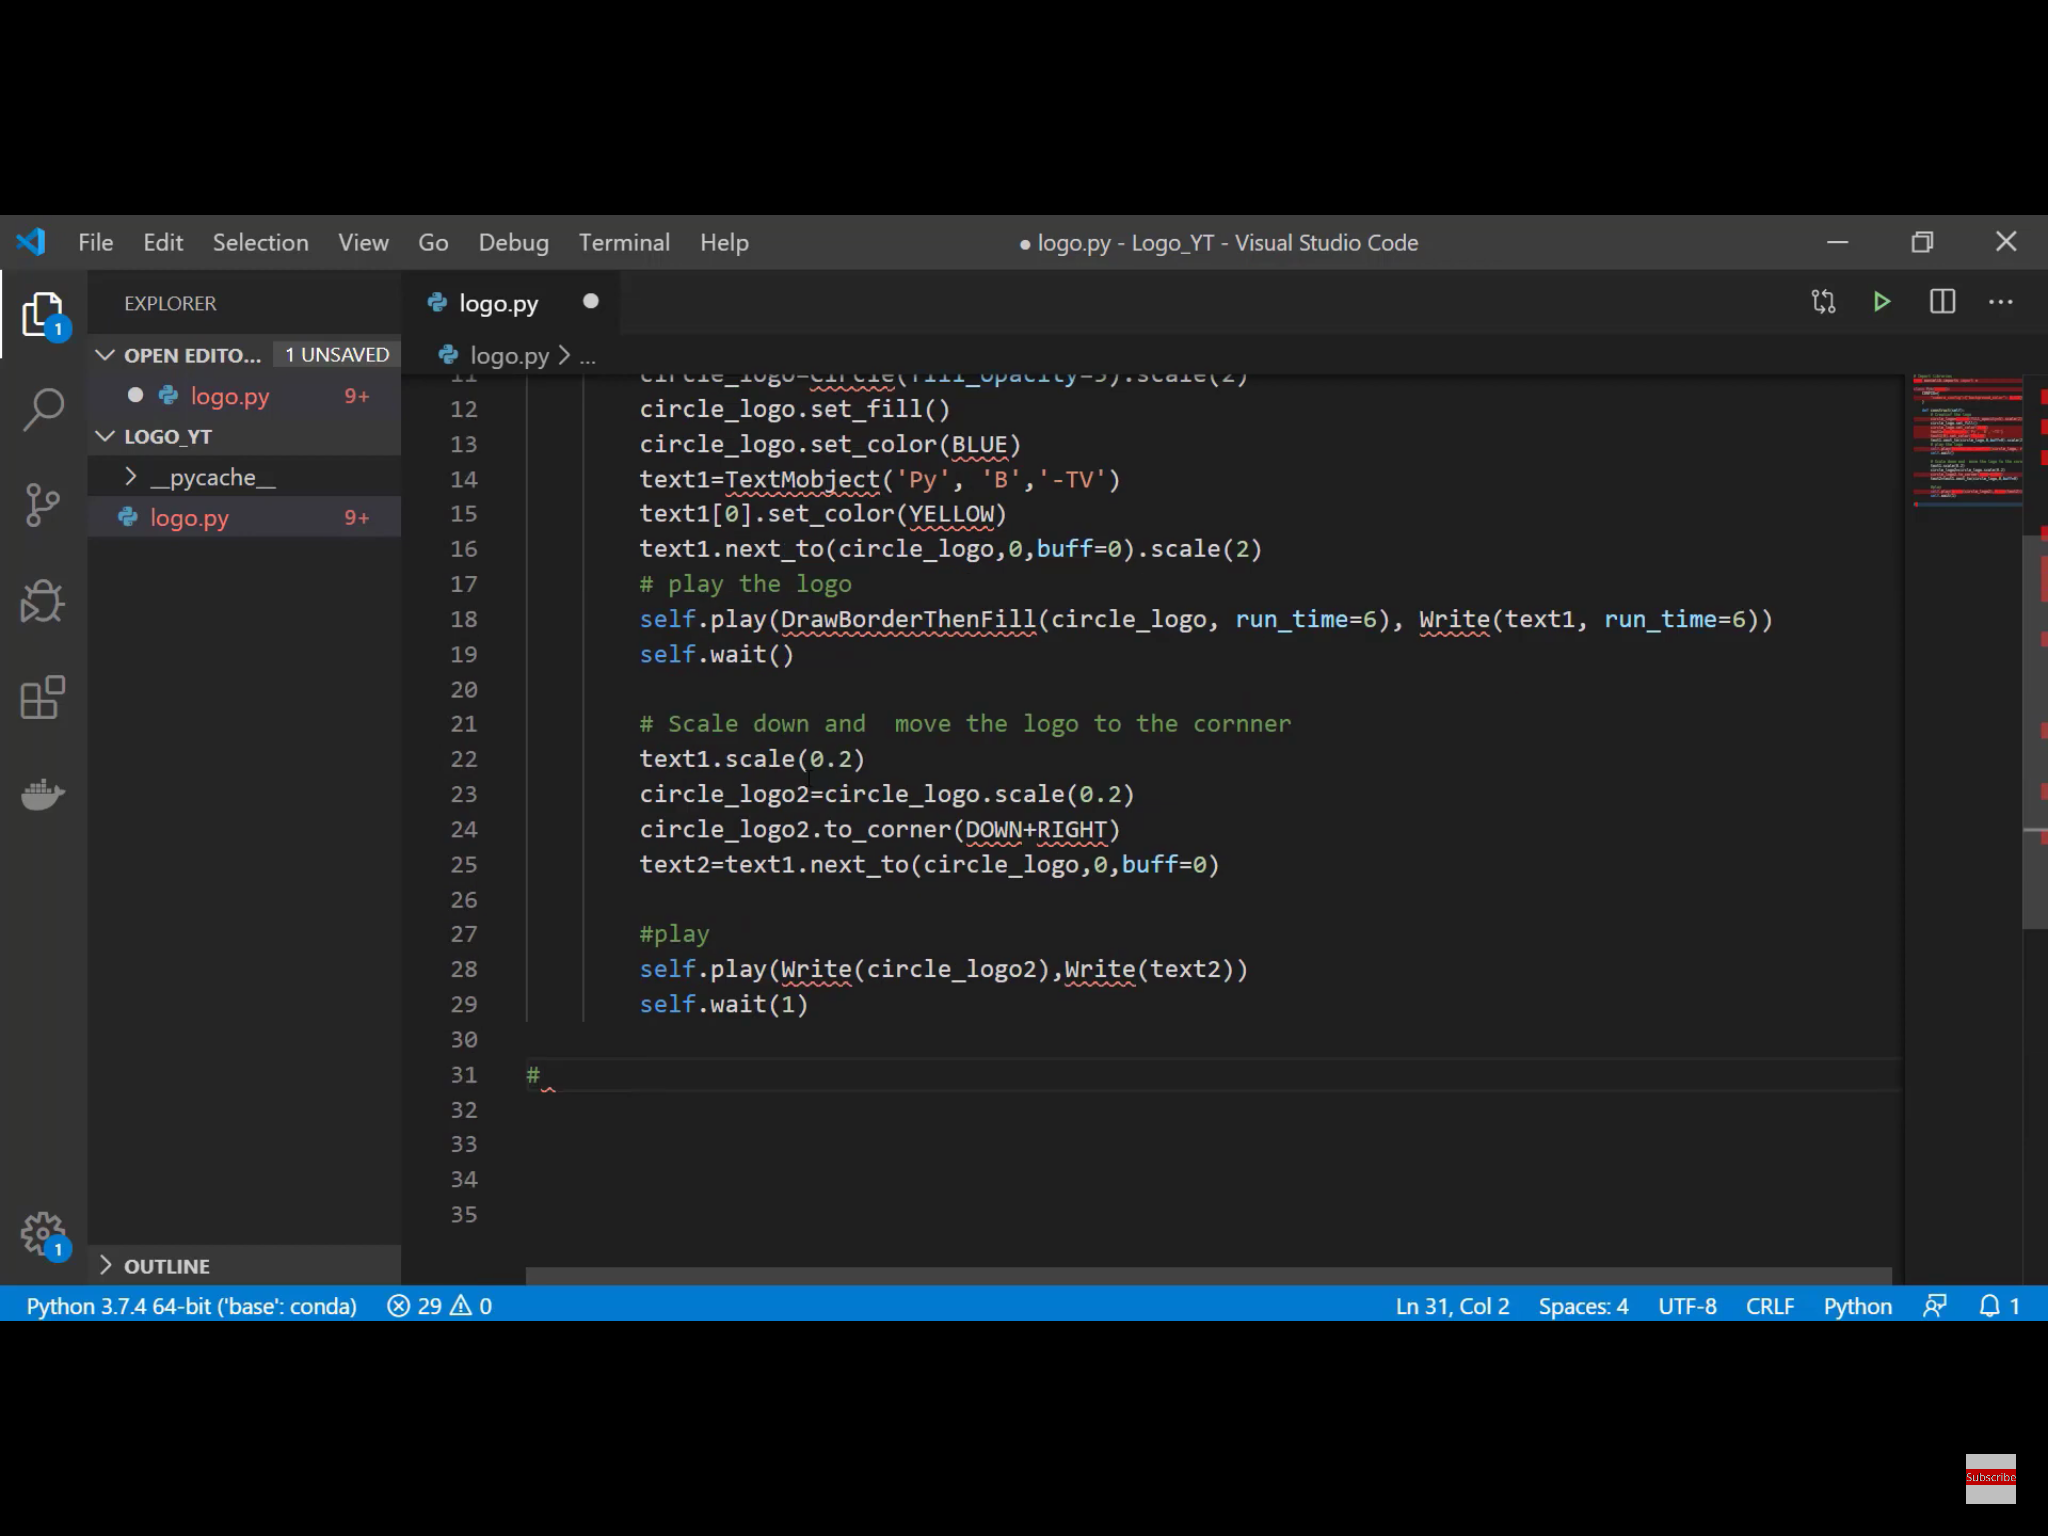 File Edit Selection View Go Debug Terminal Help
● logo.py - Logo_YT - Visual Studio Code
EXPLORER
OPEN EDITO... 1 UNSAVED
logo.py 9+
LOGO_YT
__pycache__
logo.py 9+
OUTLINE
logo.py
logo.py > ...
11 circle_logo=Circle(fill_opacity=5).scale(2)
12 circle_logo.set_fill()
13 circle_logo.set_color(BLUE)
14 text1=TextMobject('Py', 'B','-TV')
15 text1[0].set_color(YELLOW)
16 text1.next_to(circle_logo,0,buff=0).scale(2)
17 # play the logo
18 self.play(DrawBorderThenFill(circle_logo, run_time=6), Write(text1, run_time=6))
19 self.wait()
20
21 # Scale down and  move the logo to the cornner
22 text1.scale(0.2)
23 circle_logo2=circle_logo.scale(0.2)
24 circle_logo2.to_corner(DOWN+RIGHT)
25 text2=text1.next_to(circle_logo,0,buff=0)
26
27 #play
28 self.play(Write(circle_logo2),Write(text2))
29 self.wait(1)
30
31 #
32
33
34
35
Python 3.7.4 64-bit ('base': conda) 29 0
Ln 31, Col 2 Spaces: 4 UTF-8 CRLF Python 1
Subscribe